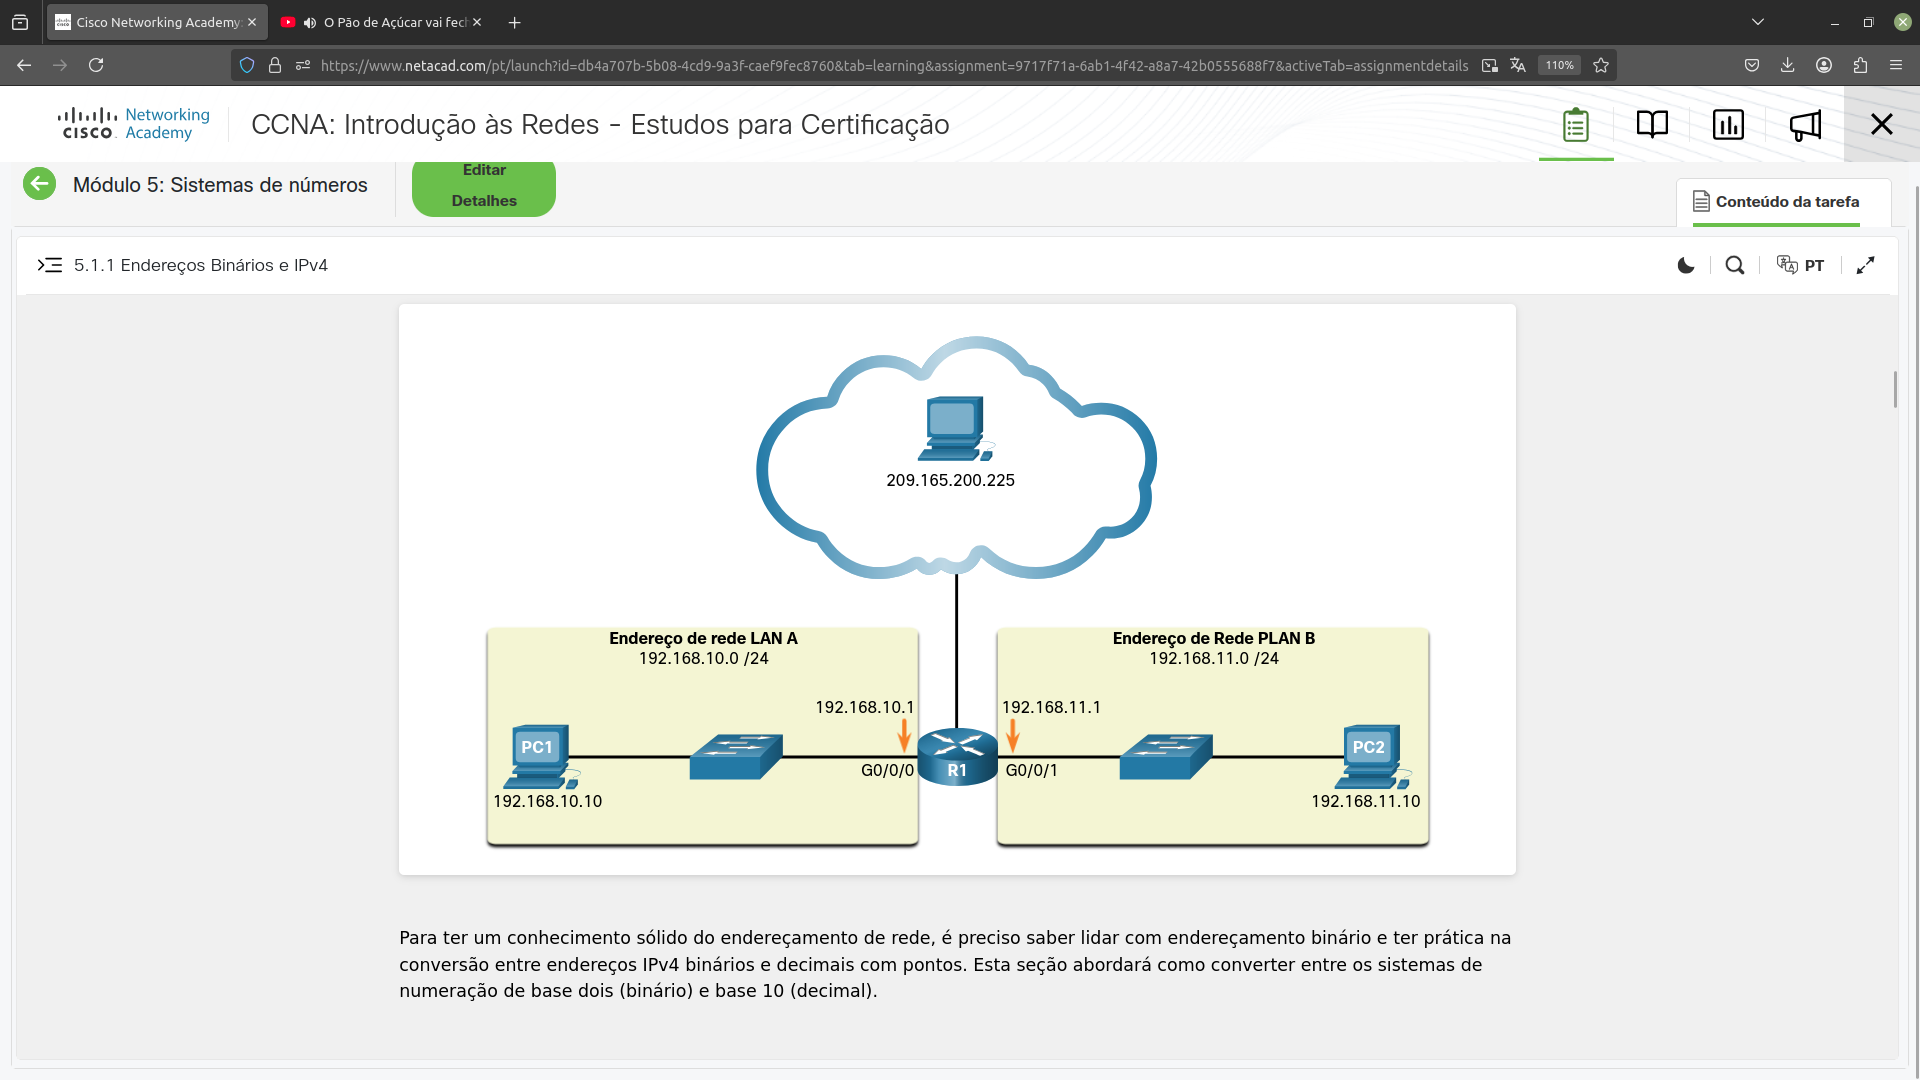 Cisco Networking Academy
O Pão de Açúcar vai fech
https://www.netacad.com/pt/launch?id=db4a707b-5b08-4cd9-9a3f-caef9fec8760&tab=learning&assignment=9717f71a-6ab1-4f42-a8a7-42b0555688f7&activeTab=assignmentdetails
110%
CISCO Networking Academy
CCNA: Introdução às Redes - Estudos para Certificação
Módulo 5: Sistemas de números
Editar
Detalhes
Conteúdo da tarefa
5.1.1 Endereços Binários e IPv4
PT
209.165.200.225
Endereço de rede LAN A
192.168.10.0 /24
Endereço de Rede PLAN B
192.168.11.0 /24
192.168.10.1
192.168.11.1
PC1
G0/0/0
R1
G0/0/1
PC2
192.168.10.10
192.168.11.10
Para ter um conhecimento sólido do endereçamento de rede, é preciso saber lidar com endereçamento binário e ter prática na
conversão entre endereços IPv4 binários e decimais com pontos. Esta seção abordará como converter entre os sistemas de
numeração de base dois (binário) e base 10 (decimal).